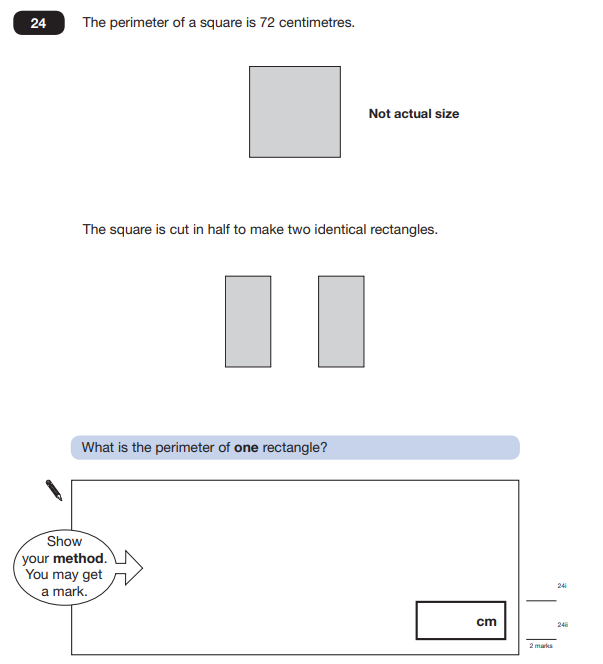 24 The perimeter of a square is 72 centimetres.
Not actual size
The square is cut in half to make two identical rectangles.
What is the perimeter of one rectangle?
Show
your method.
You may get
a mark.
cm
24i
24ii
2 marks